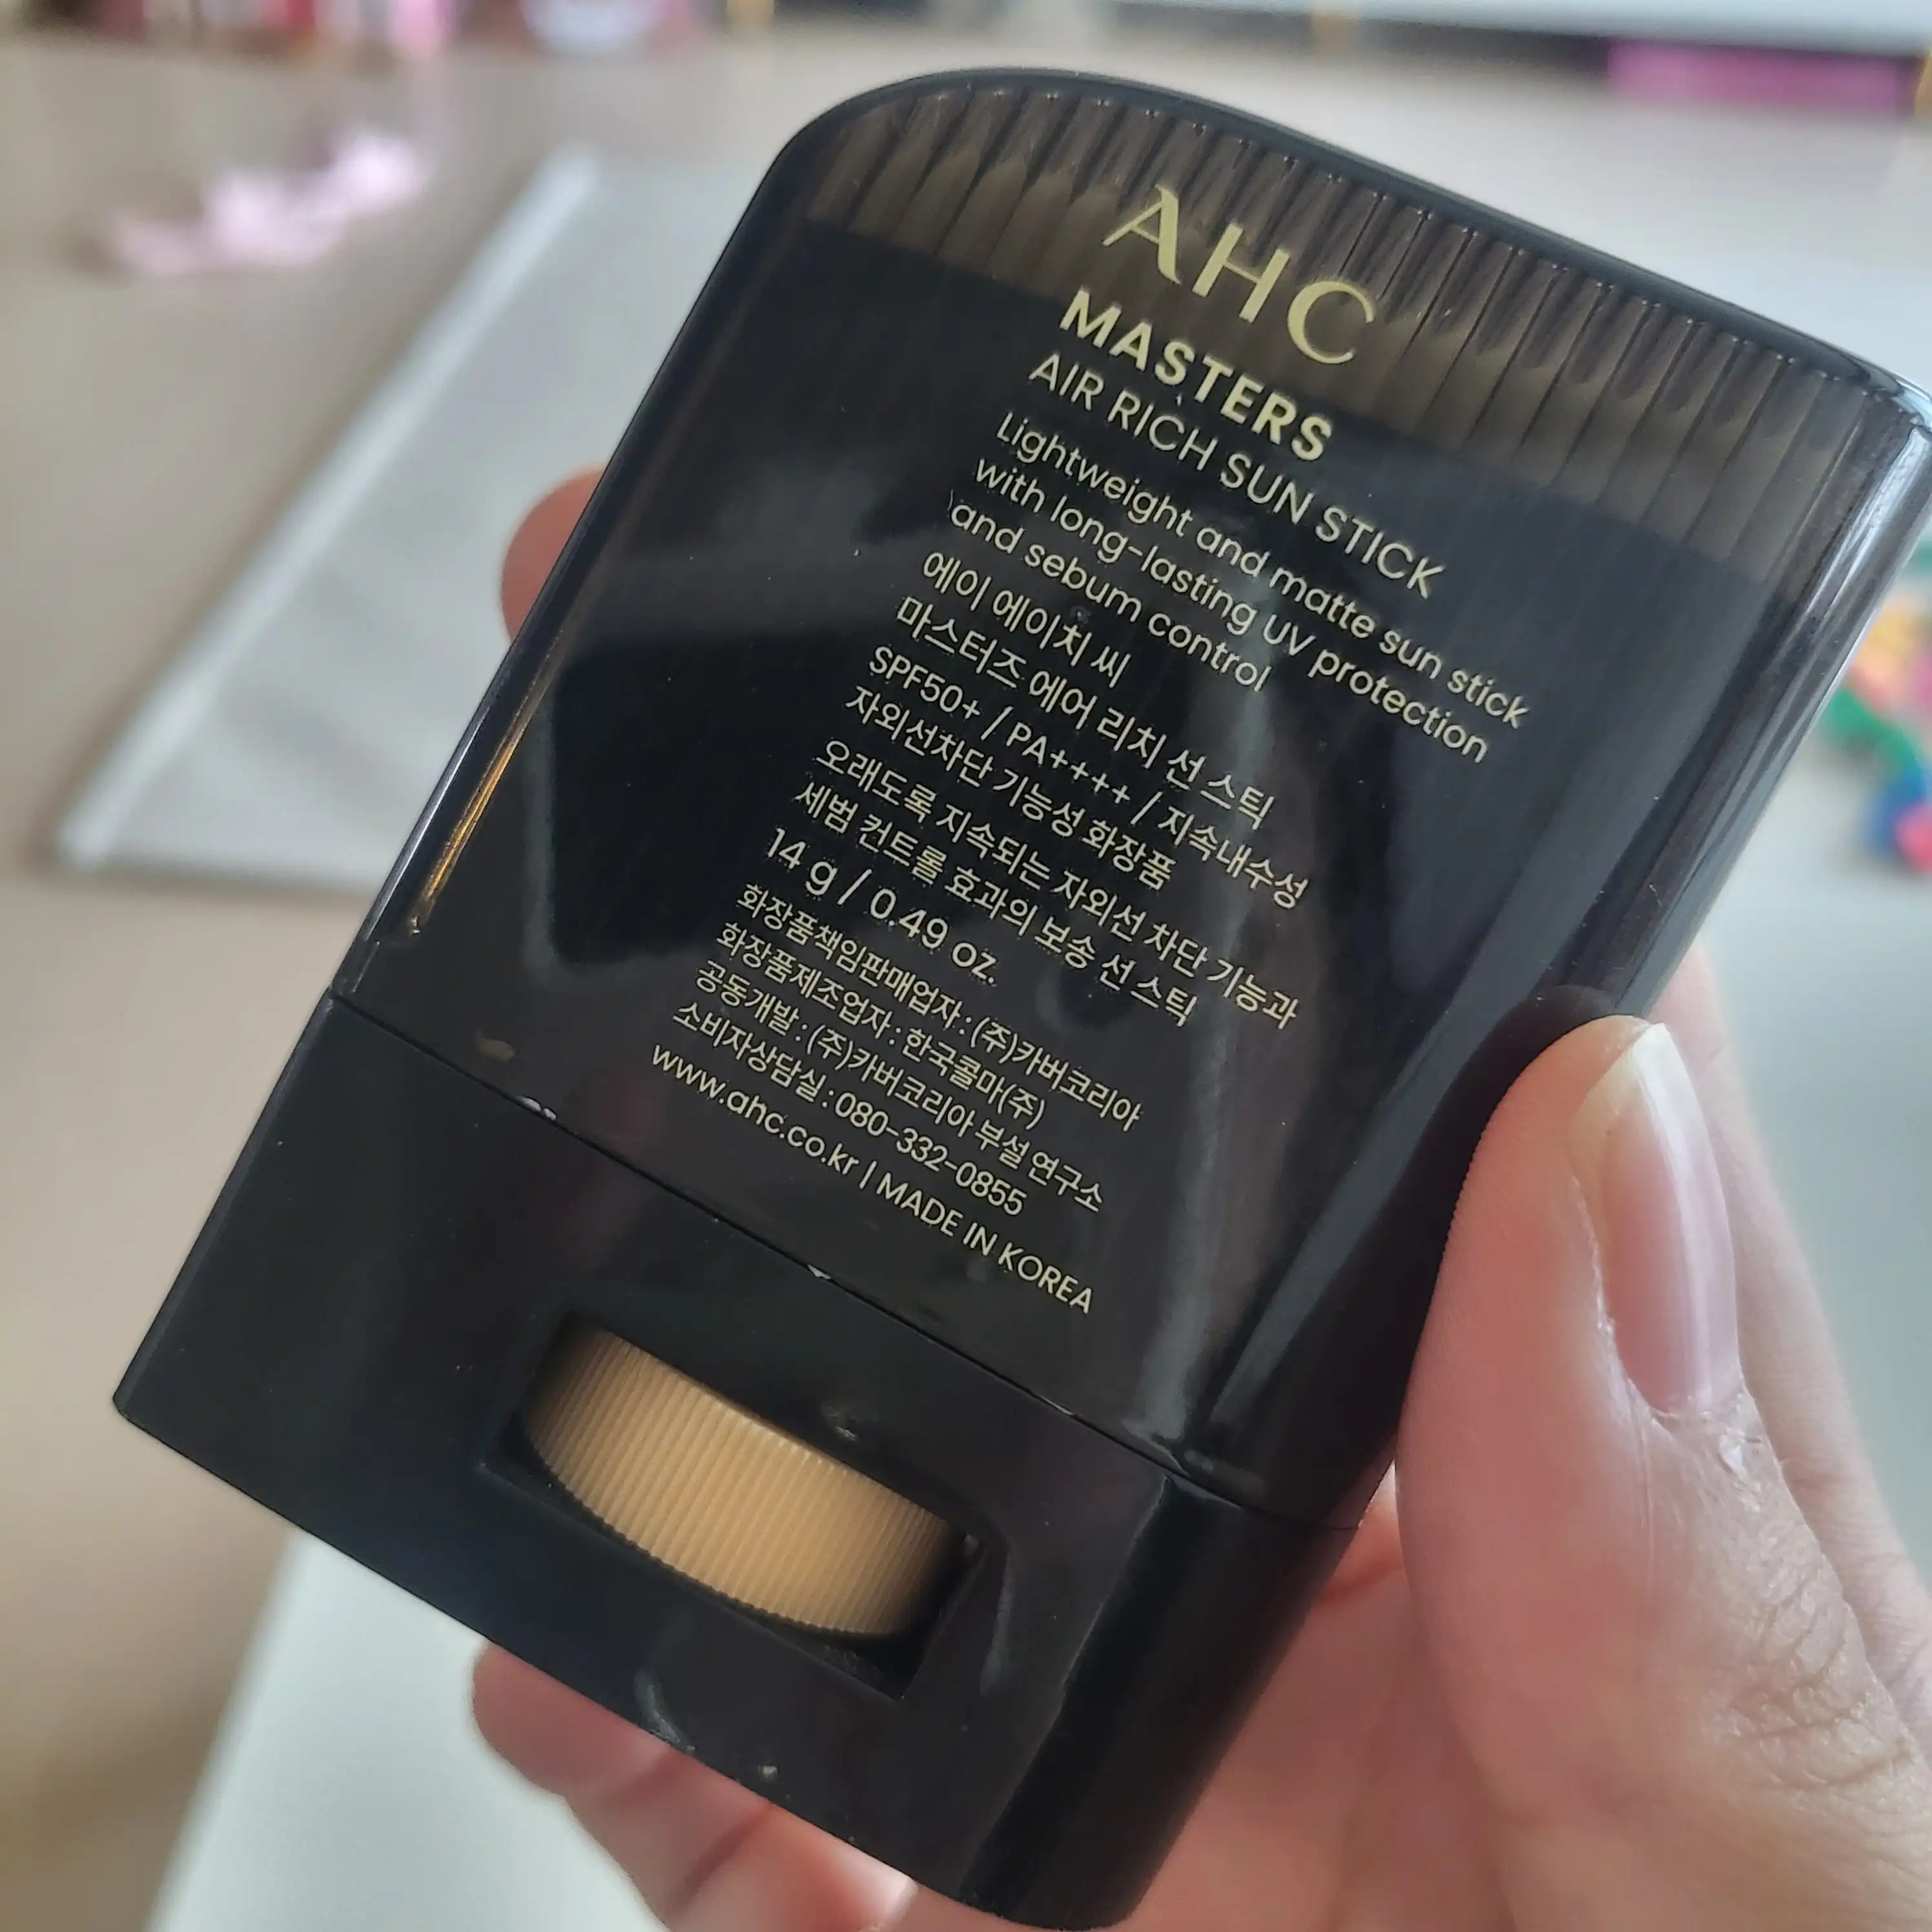 AHC
MASTERS
AIR RICH SUN STICK
Lightweight and matte sun stick
with long-lasting UV protection
and sebum control
에이 에이치 씨
마스터즈 에어 리치 선 스틱
SPF50+ / PA++++ / 지속내수성
자외선차단 기능성 화장품
오래도록 지속되는 자외선 차단 기능과
세범 컨트롤 효과의 보송 선 스틱
14 g / 0.49 oz.
화장품책임판매업자 : (주)카버코리아
화장품제조업자 : 한국콜마(주)
공동개발 : (주)카버코리아 부설 연구소
소비자상담실 : 080-332-0855
www.ahc.co.kr | MADE IN KOREA